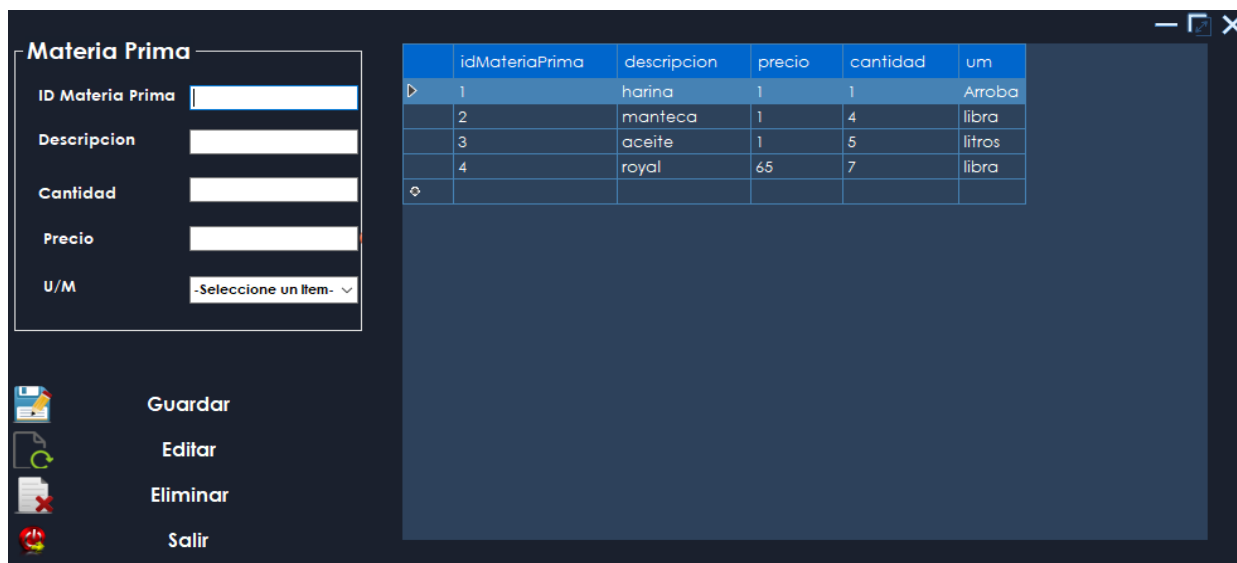 Materia Prima
ID Materia Prima
Descripcion
Cantidad
Precio
U/M -Seleccione un Item-
Guardar
Editar
Eliminar
Salir
idMateriaPrima descripcion precio cantidad um
1 harina 1 1 Arroba
2 manteca 1 4 libra
3 aceite 1 5 litros
4 royal 65 7 libra